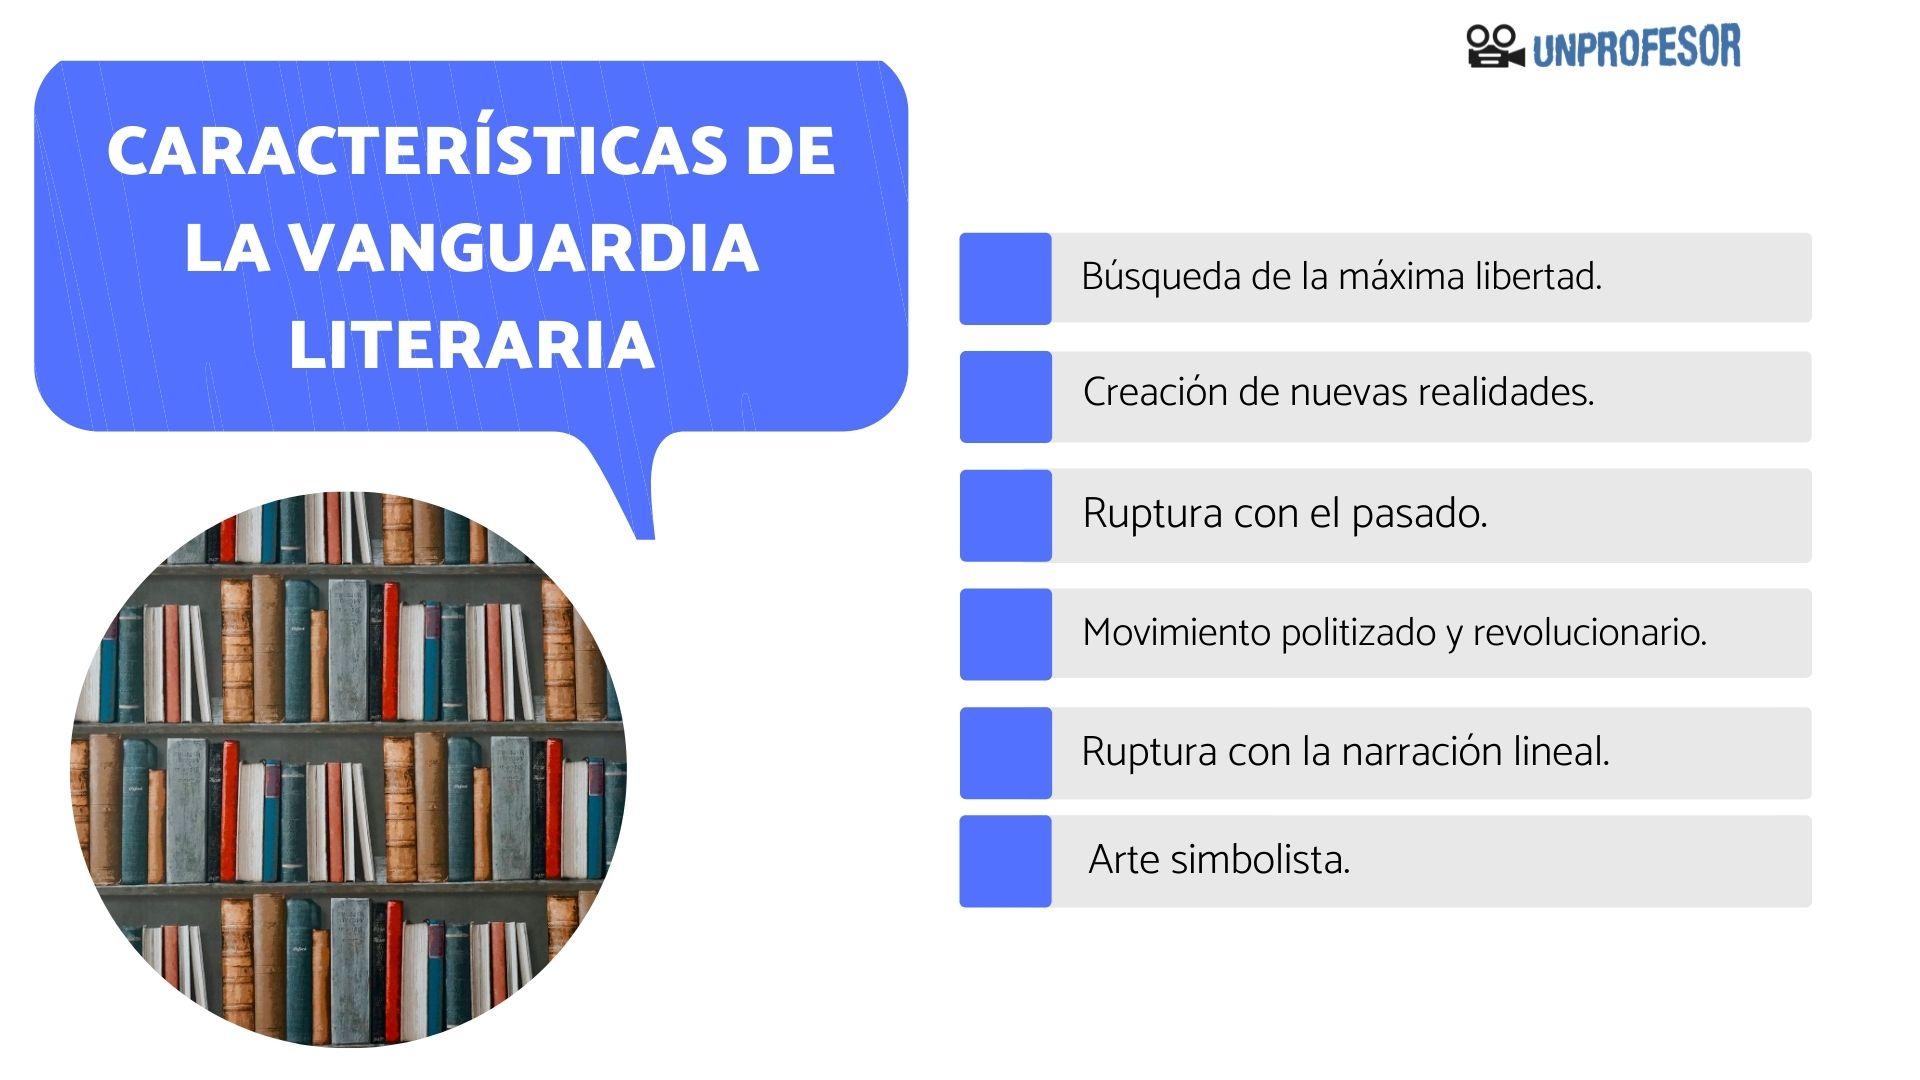 UNPROFESOR
CARACTERÍSTICAS DE
LA VANGUARDIA
LITERARIA
Búsqueda de la máxima libertad.
Creación de nuevas realidades.
Ruptura con el pasado.
Movimiento politizado y revolucionario.
Ruptura con la narración lineal.
Arte simbolista.